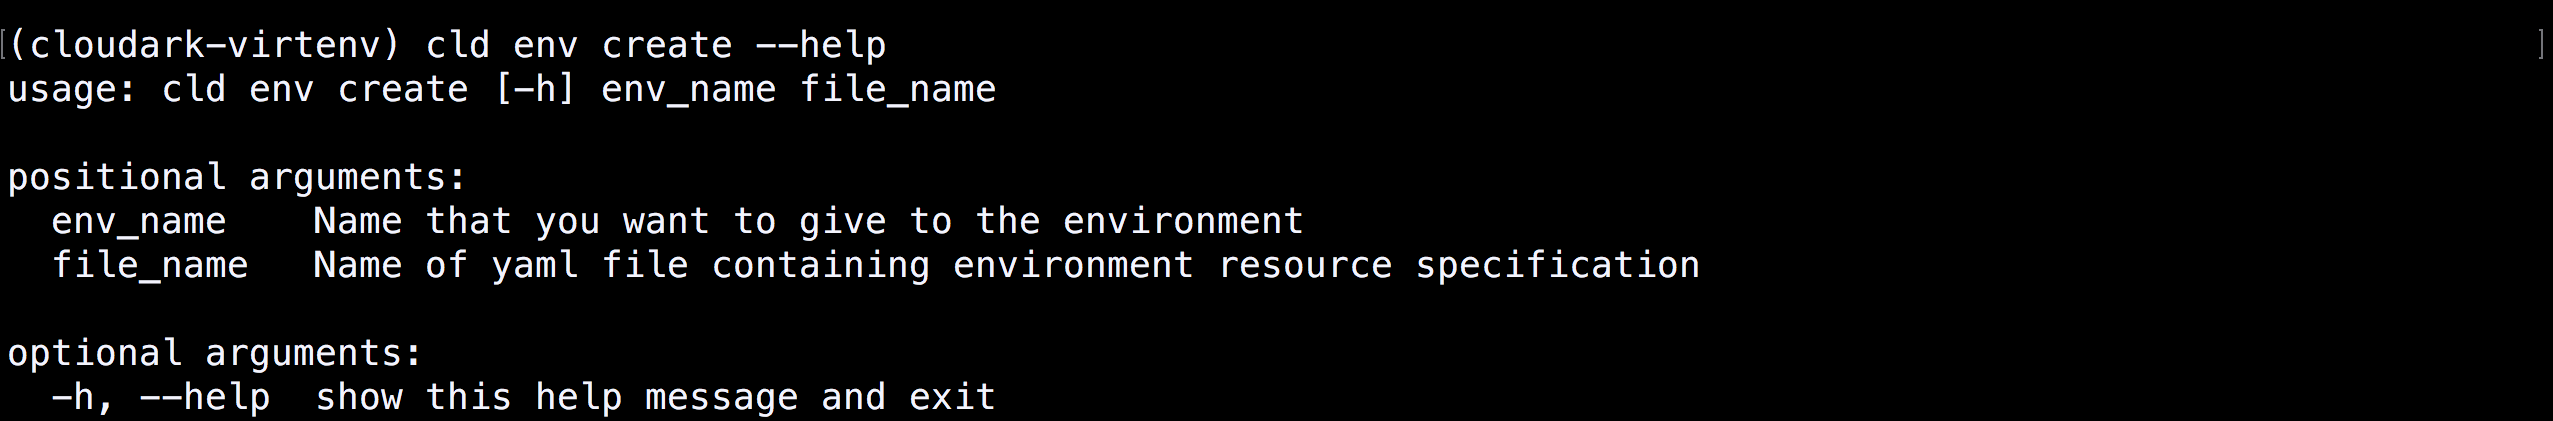 [(cloudark-virtenv) cld env create --help ]
usage: cld env create [-h] env_name file_name
positional arguments:
env_name Name that you want to give to the environment
file_name Name of yaml file containing environment resource specification
optional arguments:
-h, --help show this help message and exit